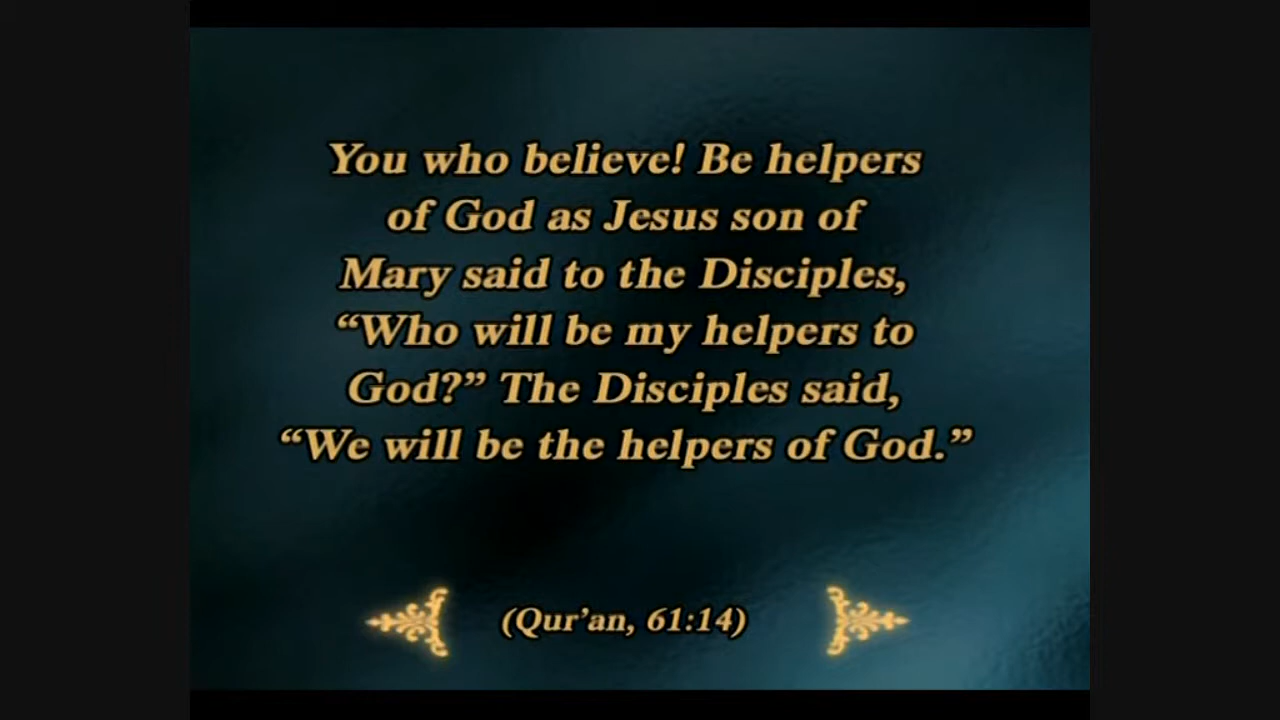 You who believe! Be helpers
of God as Jesus son of
Mary said to the Disciples,
“Who will be my helpers to
God?” The Disciples said,
“We will be the helpers of God.”
(Qur’an, 61:14)